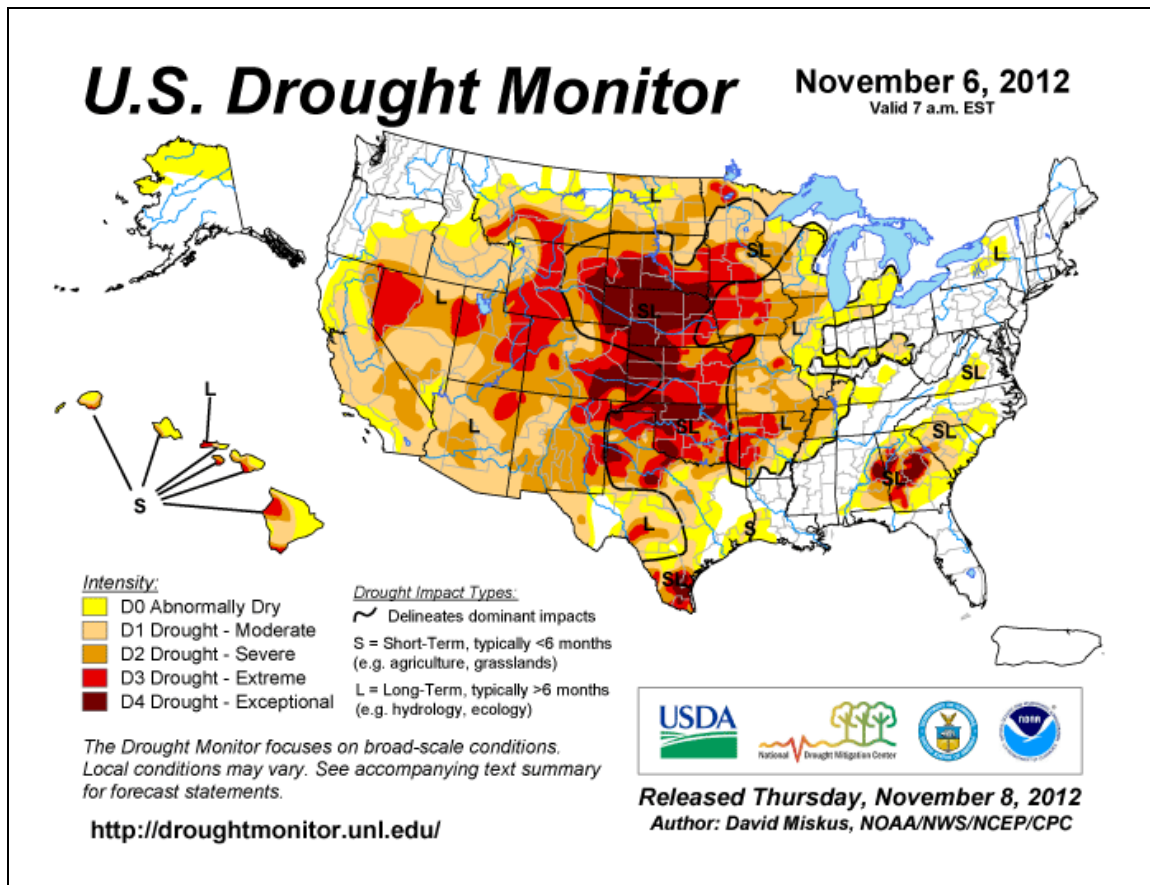 U.S. Drought Monitor
November 6, 2012
Valid 7 a.m. EST
L
SL
L
SL
L
L
SL
L
SL
L
SL
SL
L
S
SL
L
S
Intensity:
D0 Abnormally Dry
D1 Drought - Moderate
D2 Drought - Severe
D3 Drought - Extreme
D4 Drought - Exceptional
Drought Impact Types:
Delineates dominant impacts
S = Short-Term, typically <6 months
(e.g. agriculture, grasslands)
L = Long-Term, typically >6 months
(e.g. hydrology, ecology)
The Drought Monitor focuses on broad-scale conditions.
Local conditions may vary. See accompanying text summary
for forecast statements.
http://droughtmonitor.unl.edu/
USDA
National Drought Mitigation Center
noaa
Released Thursday, November 8, 2012
Author: David Miskus, NOAA/NWS/NCEP/CPC